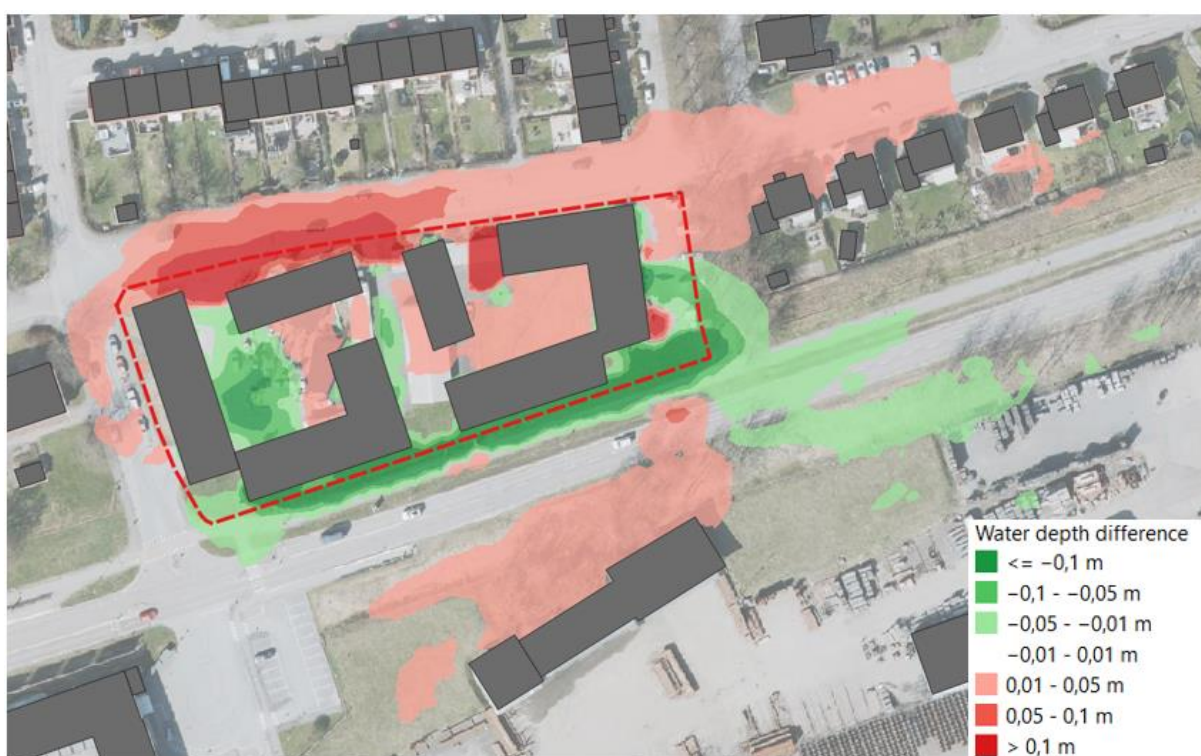 Water depth difference
<= −0,1 m
−0,1 - −0,05 m
−0,05 - −0,01 m
−0,01 - 0,01 m
0,01 - 0,05 m
0,05 - 0,1 m
> 0,1 m